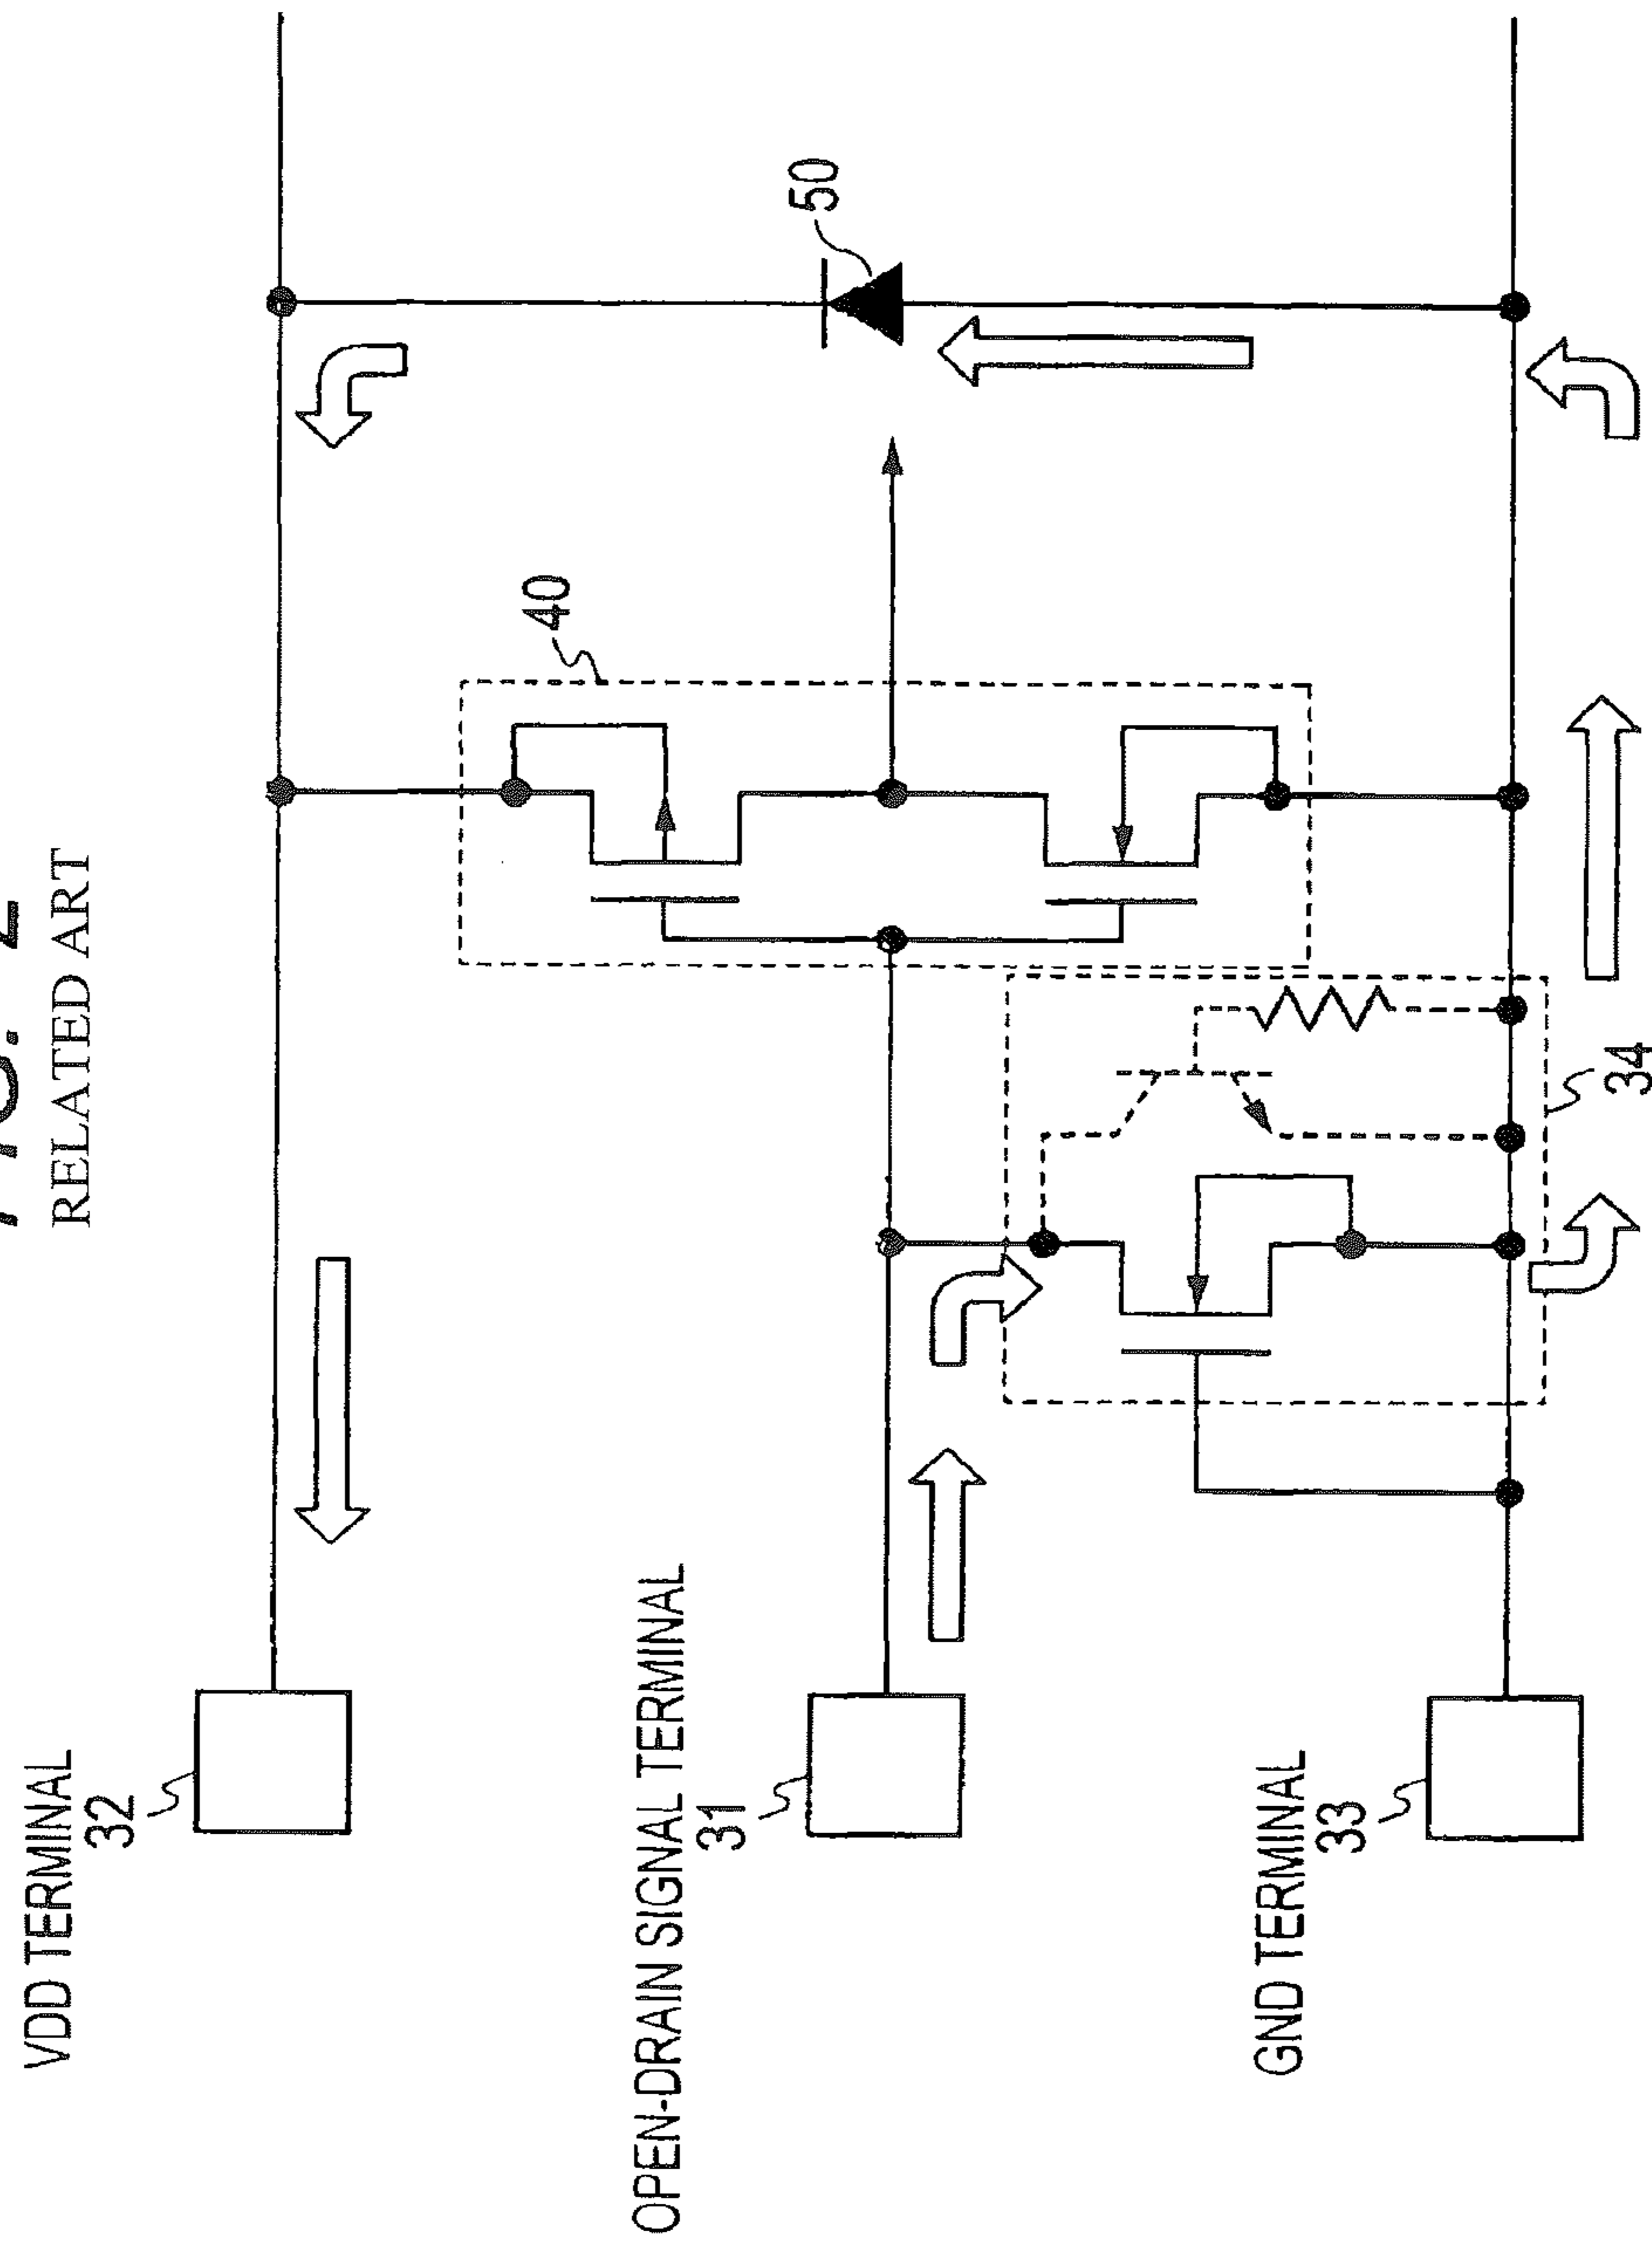 RELATED ART
VDD TERMINAL
32
OPEN-DRAIN SIGNAL TERMINAL
31
GND TERMINAL
33
34
40
50